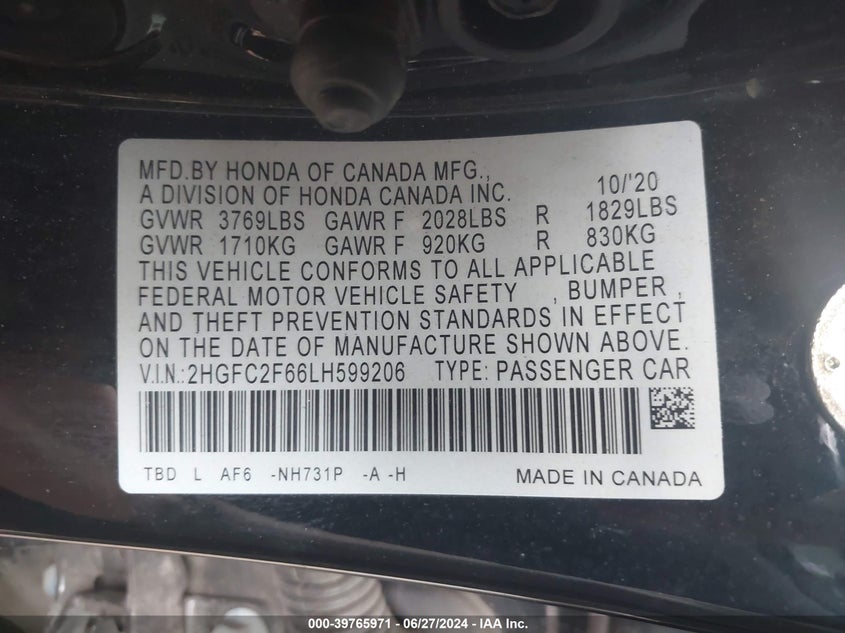 MFD.BY HONDA OF CANADA MFG., 10/'20
A DIVISION OF HONDA CANADA INC.
GVWR 3769LBS GAWR F 2028LBS R 1829LBS
GVWR 1710KG GAWR F 920KG R 830KG
THIS VEHICLE CONFORMS TO ALL APPLICABLE
FEDERAL MOTOR VEHICLE SAFETY , BUMPER ,
AND THEFT PREVENTION STANDARDS IN EFFECT
ON THE DATE OF MANUFACTURE SHOWN ABOVE.
V.I.N.:2HGFC2F66LH599206 TYPE: PASSENGER CAR
TBD L AF6 -NH731P -A -H MADE IN CANADA
000-39765971 - 06/27/2024 - IAA Inc.